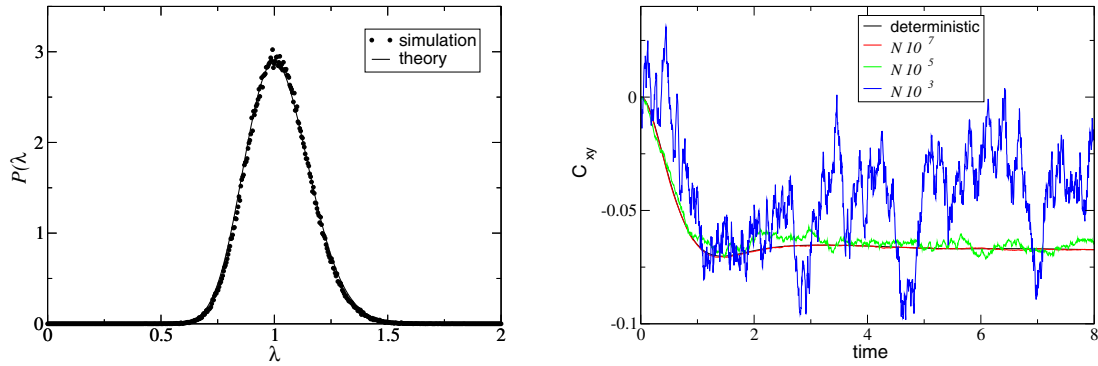 simulation
theory
P(λ
3
2
1
0
0
0.5
1
1.5
2
λ
deterministic
N 10 7
N 10 5
N 10 3
C xy
0
-0.05
-0.1
0
2
4
6
8
time